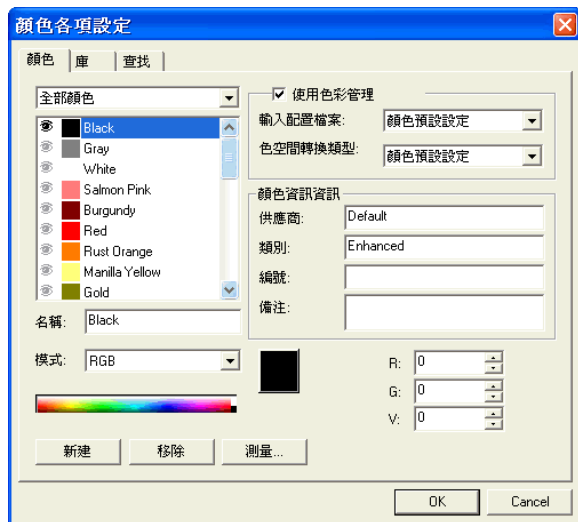 顏色各項設定
顏色
庫
查找
全部顏色
Black
Gray
White
Salmon Pink
Burgundy
Red
Rust Orange
Manilla Yellow
Gold
名稱:
Black
模式:
RGB
新建
移除
測量...
使用色彩管理
輸入配置檔案:
顏色預設設定
色空間轉換類型:
顏色預設設定
顏色資訊資訊
供應商:
Default
類別:
Enhanced
編號:
備注:
R:
0
G:
0
V:
0
OK
Cancel